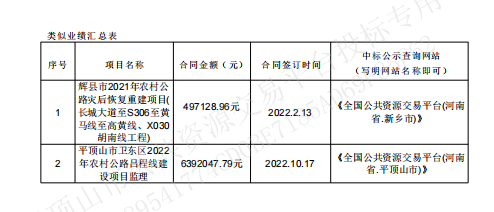 类似业绩汇总表
序号 项目名称 合同金额（元） 合同签订时间 中标公示查询网站
（写明网站名称即可）
1 辉县市2021年农村公
路灾后恢复重建项目(
长城大道至S306至黄
马线至高黄线、X030
胡南线工程) 497128.96元 2022.2.13 《全国公共资源交易平台(河南
省.新乡市)》
2 平顶山市卫东区2022
年农村公路吕程线建
设项目监理 6392047.79元 2022.10.17 《全国公共资源交易平台(河南
省.平顶山市)》